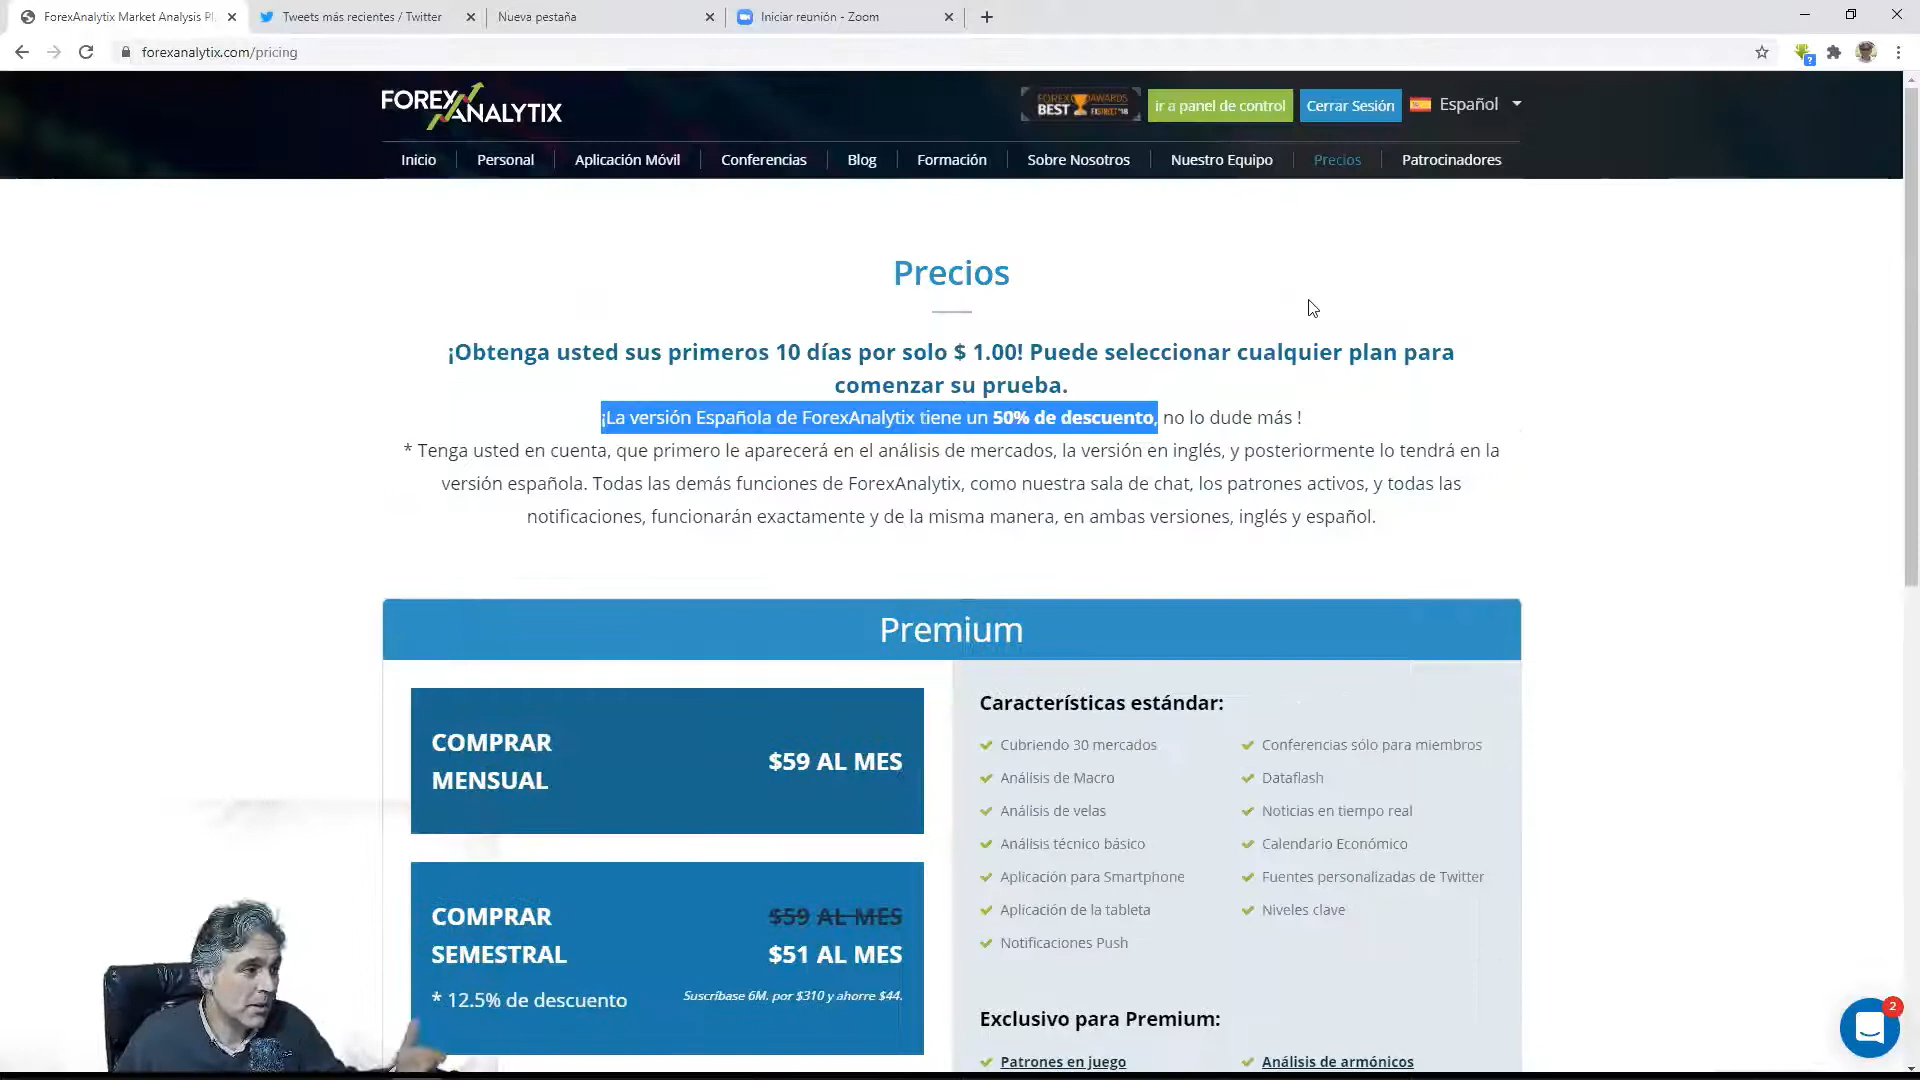 ForexAnalytix Market Analysis Pl
Tweets más recientes / Twitter
Nueva pestaña
Iniciar reunión - Zoom
forexanalytix.com/pricing
FOREXANALYTIX
FOREX AWARDS
BEST
ir a panel de control
Cerrar Sesión
Español
Inicio
Personal
Aplicación Móvil
Conferencias
Blog
Formación
Sobre Nosotros
Nuestro Equipo
Precios
Patrocinadores
Precios
¡Obtenga usted sus primeros 10 días por solo $ 1.00! Puede seleccionar cualquier plan para
comenzar su prueba.
¡La versión Española de ForexAnalytix tiene un 50% de descuento, no lo dude más !
* Tenga usted en cuenta, que primero le aparecerá en el análisis de mercados, la versión en inglés, y posteriormente lo tendrá en la
versión española. Todas las demás funciones de ForexAnalytix, como nuestra sala de chat, los patrones activos, y todas las
notificaciones, funcionarán exactamente y de la misma manera, en ambas versiones, inglés y español.
Premium
COMPRAR
MENSUAL
$59 AL MES
COMPRAR
SEMESTRAL
$59 AL MES
$51 AL MES
* 12.5% de descuento
Suscríbase 6M. por $310 y ahorre $44.
Características estándar:
Cubriendo 30 mercados
Conferencias sólo para miembros
Análisis de Macro
Dataflash
Análisis de velas
Noticias en tiempo real
Análisis técnico básico
Calendario Económico
Aplicación para Smartphone
Fuentes personalizadas de Twitter
Aplicación de la tableta
Niveles clave
Notificaciones Push
Exclusivo para Premium:
Patrones en juego
Análisis de armónicos
2